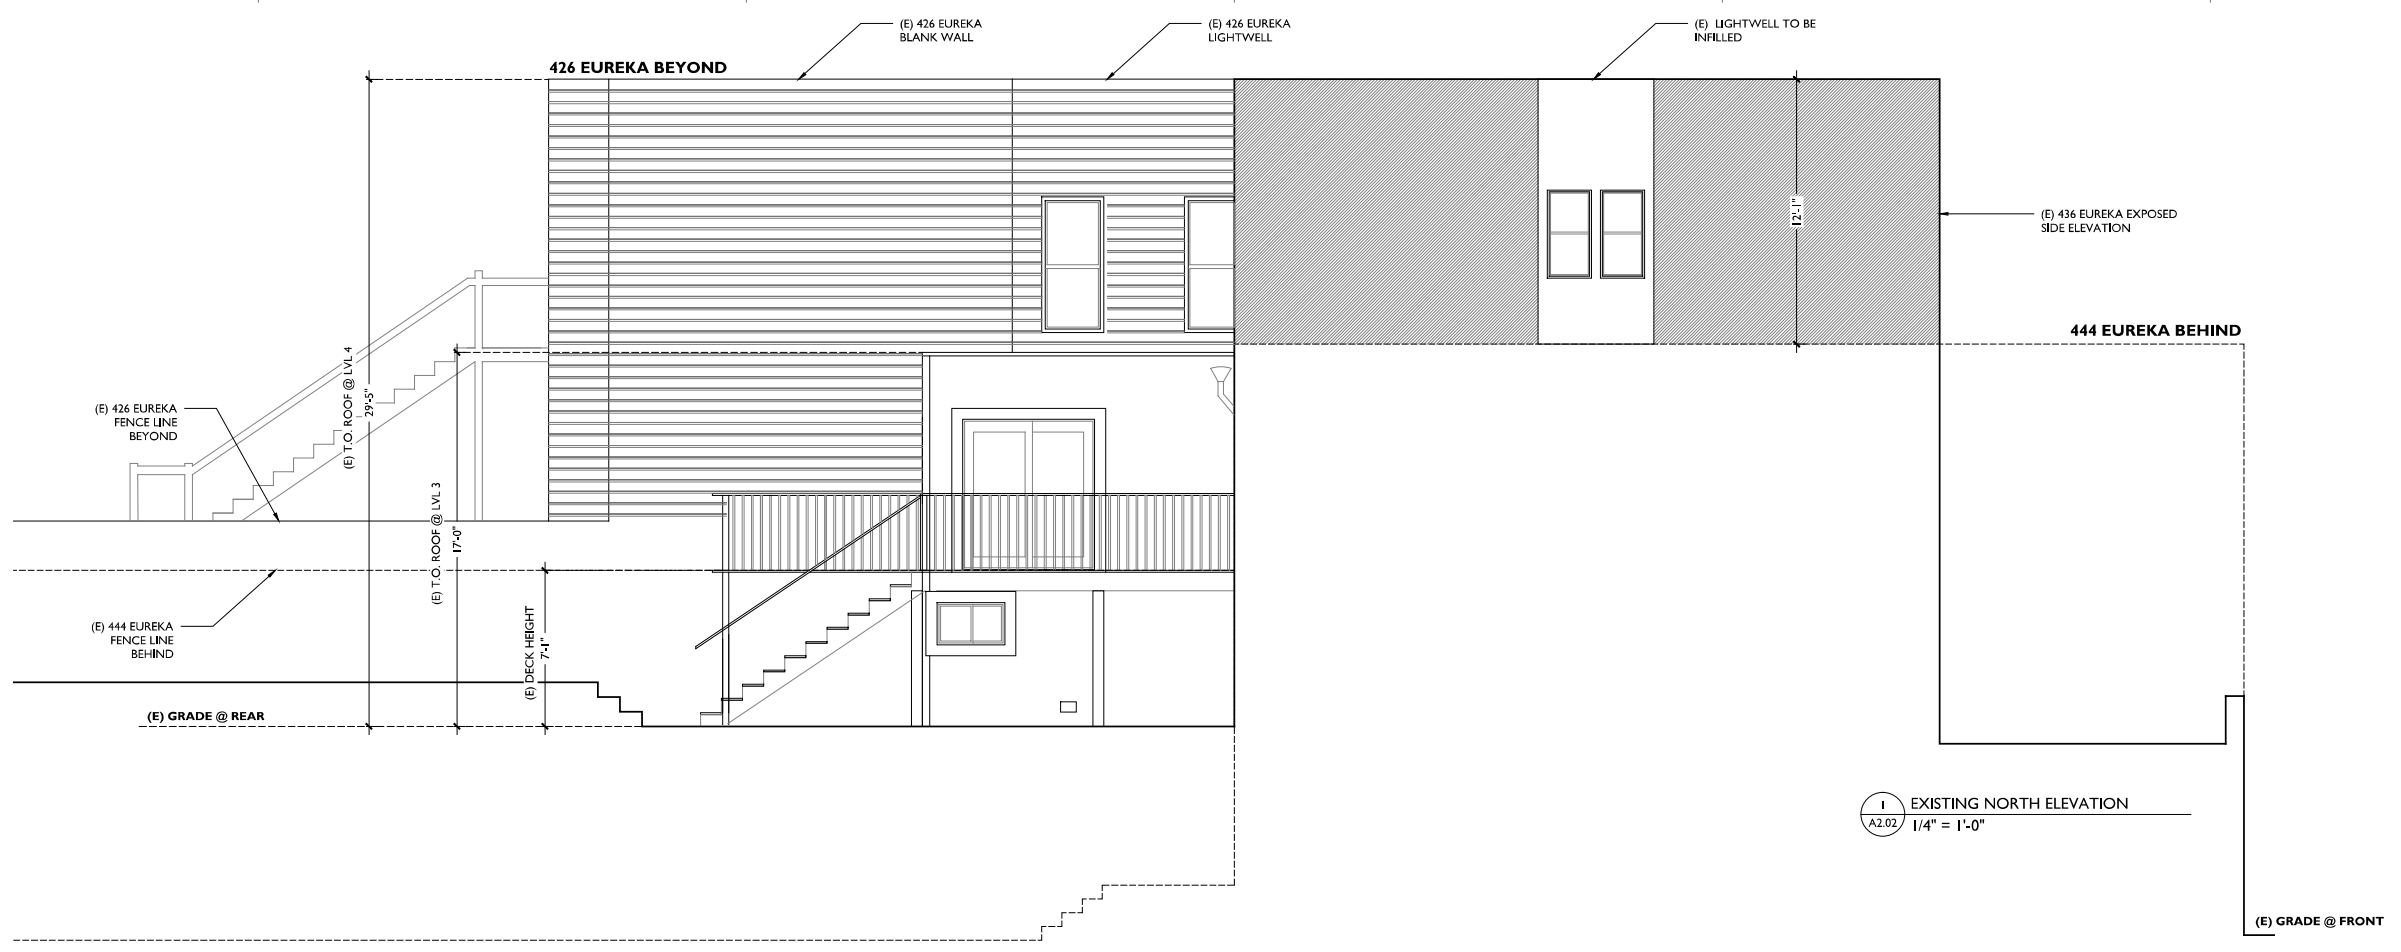 (E) 426 EUREKA
BLANK WALL
(E) 426 EUREKA
LIGHTWELL
(E) LIGHTWELL TO BE
INFILLED
426 EUREKA BEYOND
12'-1"
(E) 436 EUREKA EXPOSED
SIDE ELEVATION
444 EUREKA BEHIND
(E) T.O. ROOF @ LVL 4
29'-5"
(E) 426 EUREKA
FENCE LINE
BEYOND
(E) T.O. ROOF @ LVL 3
17'-0"
(E) 444 EUREKA
FENCE LINE
BEHIND
(E) DECK HEIGHT
7'-1"
(E) GRADE @ REAR
1
A2.02
EXISTING NORTH ELEVATION
1/4" = 1'-0"
(E) GRADE @ FRONT